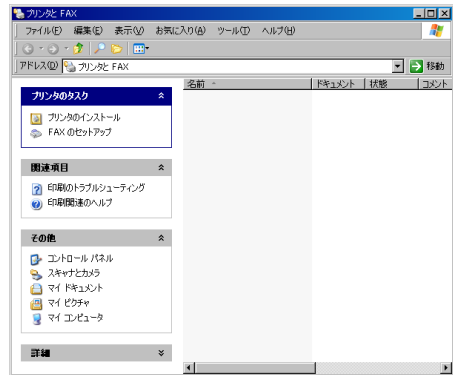 プリンタと FAX
ファイル(F) 編集(E) 表示(V) お気に入り(A) ツール(T) ヘルプ(H)
アドレス(D) プリンタと FAX 移動
名前 ドキュメント 状態 コメント
プリンタのタスク
プリンタのインストール
FAX のセットアップ
関連項目
印刷のトラブルシューティング
印刷関連のヘルプ
その他
コントロール パネル
スキャナとカメラ
マイ ドキュメント
マイ ピクチャ
マイ コンピュータ
詳細